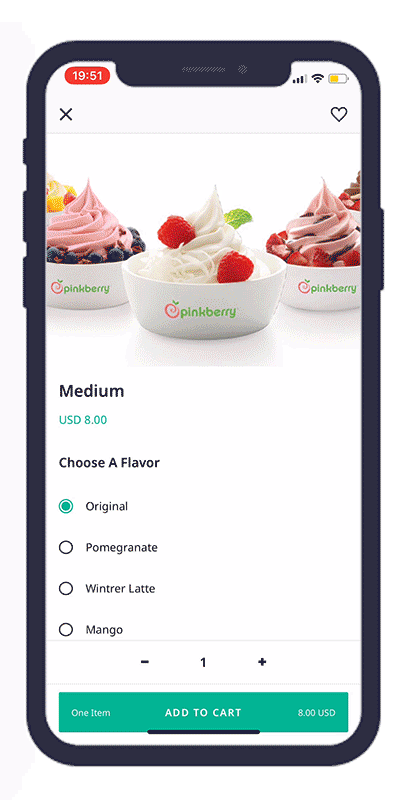 19:51
pinkberry pinkberry pinkberry
Medium
USD 8.00
Choose A Flavor
Original
Pomegranate
Wintrer Latte
Mango
- 1 +
One Item ADD TO CART 8.00 USD